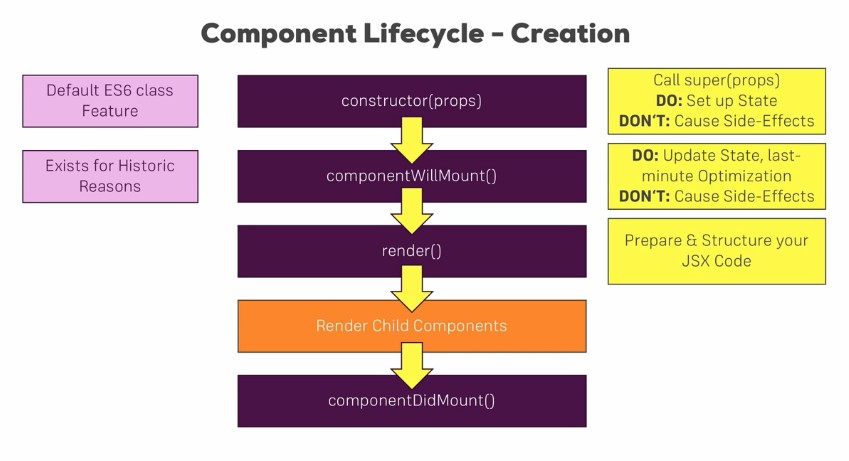 Component Lifecycle – Creation
Default ES6 class
Feature
constructor(props)
Call super(props)
DO: Set up State
DON'T: Cause Side-Effects
Exists for Historic
Reasons
componentWillMount()
DO: Update State, last-
minute Optimization
DON'T: Cause Side-Effects
render()
Prepare & Structure your
JSX Code
Render Child Components
componentDidMount()